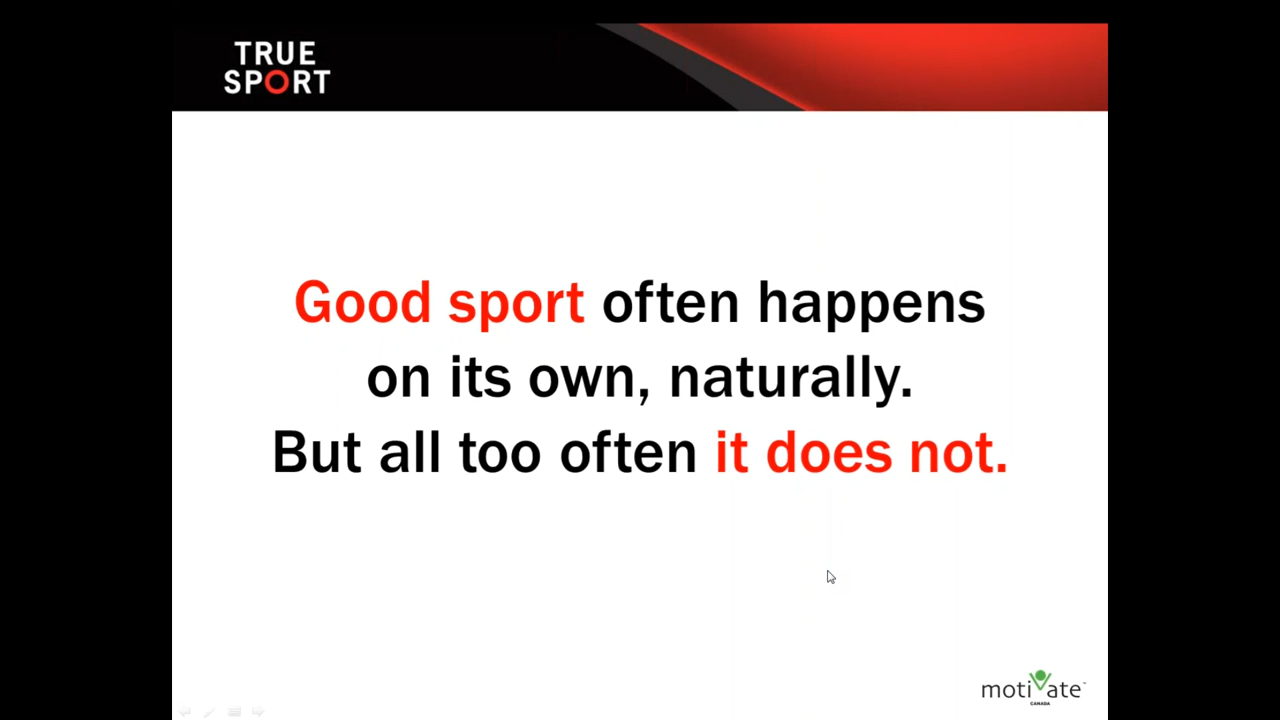 TRUE
SPORT
Good sport often happens
on its own, naturally.
But all too often it does not.
motivate
CANADA